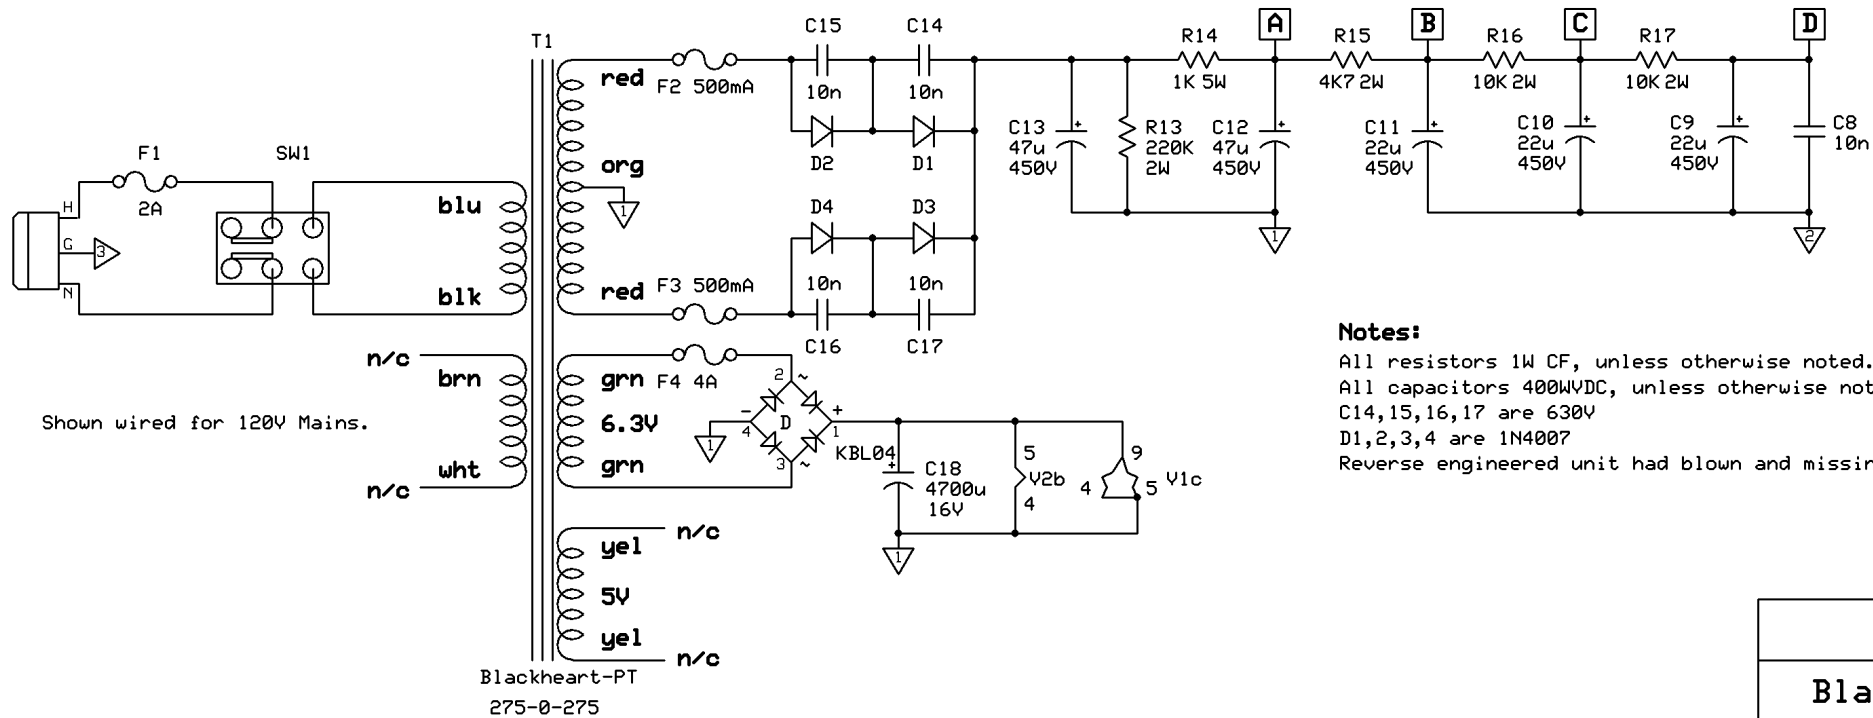 C15
C14
A
B
C
D
T1
R14
R15
R16
R17
red
F2 500mA
10n
10n
1K 5W
4K7 2W
10K 2W
10K 2W
D2
D1
C13
47u
450V
+
R13
220K
2W
C12
47u
450V
+
C11
22u
450V
+
C10
22u
450V
+
C9
22u
450V
+
C8
10n
F1
2A
SW1
H
G
N
3
blu
blk
org
1
D4
D3
1
2
red
F3 500mA
10n
10n
C16
C17
n/c
brn
wht
n/c
grn
F4 4A
6.3V
grn
2
~
-
4
D
+
1
3
~
KBL04
1
+
C18
4700u
16V
5
V2b
4
9
4
5
V1c
1
Shown wired for 120V Mains.
yel
n/c
5V
yel
n/c
Blackheart-PT
275-0-275
Notes:
All resistors 1W CF, unless otherwise noted.
All capacitors 400WVDC, unless otherwise not
C14,15,16,17 are 630V
D1,2,3,4 are 1N4007
Reverse engineered unit had blown and missin
Bla